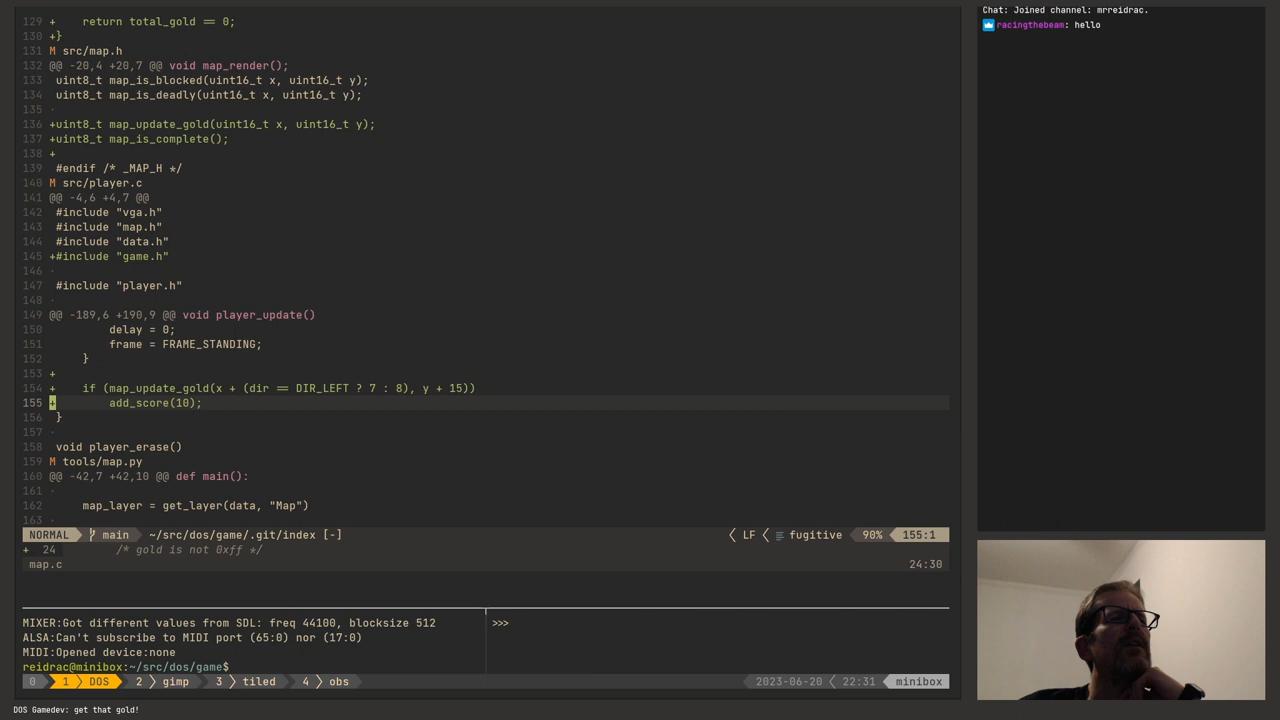 129 +    return total_gold == 0;
130 +}
131 M src/map.h
132 @@ -20,4 +20,7 @@ void map_render();
133  uint8_t map_is_blocked(uint16_t x, uint16_t y);
134  uint8_t map_is_deadly(uint16_t x, uint16_t y);
135 ·
136 +uint8_t map_update_gold(uint16_t x, uint16_t y);
137 +uint8_t map_is_complete();
138 +
139  #endif /* _MAP_H */
140 M src/player.c
141 @@ -4,6 +4,7 @@
142  #include "vga.h"
143  #include "map.h"
144  #include "data.h"
145 +#include "game.h"
146 ·
147  #include "player.h"
148 ·
149 @@ -189,6 +190,9 @@ void player_update()
150          delay = 0;
151          frame = FRAME_STANDING;
152      }
153 +
154 +    if (map_update_gold(x + (dir == DIR_LEFT ? 7 : 8), y + 15))
155 +        add_score(10);
156  }
157 ·
158  void player_erase()
159 M tools/map.py
160 @@ -42,7 +42,10 @@ def main():
161 ·
162      map_layer = get_layer(data, "Map")
163 ·
NORMAL main ~/src/dos/game/.git/index [-] LF fugitive 90% 155:1
+ 24 /* gold is not 0xff */
map.c 24:30
MIXER:Got different values from SDL: freq 44100, blocksize 512
ALSA:Can't subscribe to MIDI port (65:0) nor (17:0)
MIDI:Opened device:none
reidrac@minibox:~/src/dos/game$
>>>
0 1 DOS 2 gimp 3 tiled 4 obs 2023-06-20 22:31 minibox
DOS Gamedev: get that gold!
Chat: Joined channel: mrreidrac.
racingthebeam: hello